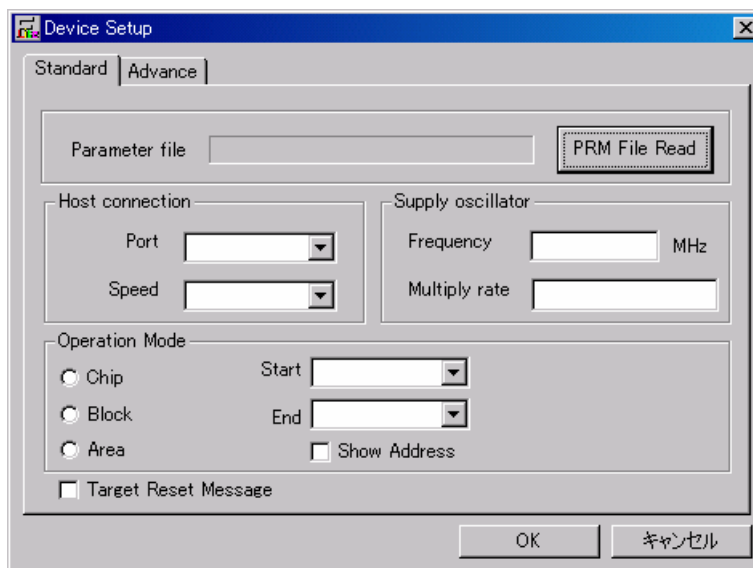 Device Setup
Standard Advance
Parameter file PRM File Read
Host connection
Port
Speed
Supply oscillator
Frequency MHz
Multiply rate
Operation Mode
Chip
Block
Area
Start
End
Show Address
Target Reset Message
OK キャンセル